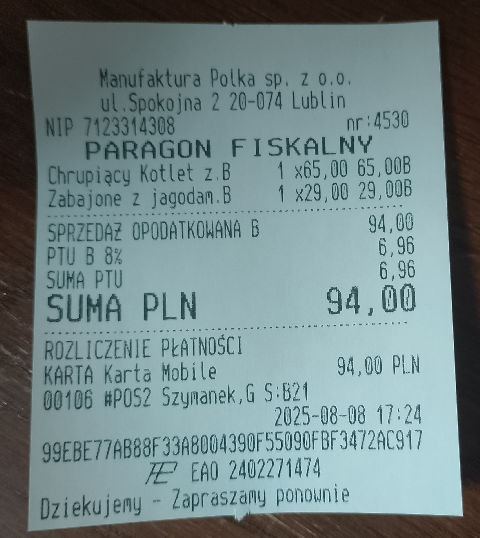 Manufaktura Polka sp. z o.o.
ul.Spokojna 2 20-074 Lublin
NIP 7123314308 nr:4530
PARAGON FISKALNY
Chrupiący Kotlet z.B 1 x65,00 65,00B
Zabajone z jagodam.B 1 x29,00 29,00B
SPRZEDAŻ OPODATKOWANA B 94,00
PTU B 8% 6,96
SUMA PTU 6,96
SUMA PLN 94,00
ROZLICZENIE PŁATNOŚCI
KARTA Karta Mobile 94,00 PLN
00106 #POS2 Szymanek,G S:B21
2025-08-08 17:24
99EBE77AB88F33A8004390F55090FBF3472AC917
EAO 2402271474
Dziekujemy - Zapraszamy ponownie